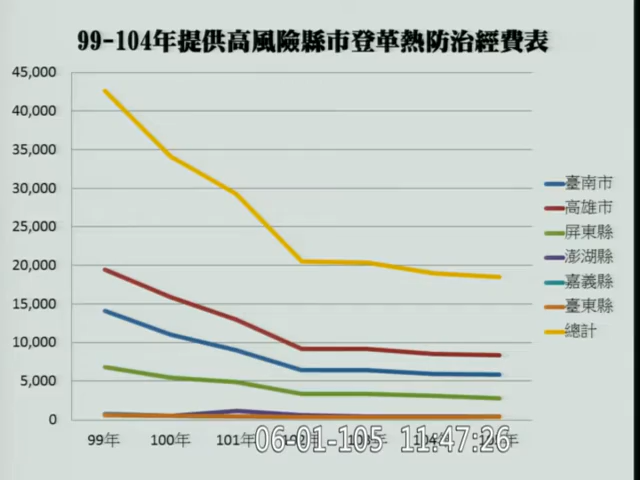 99-104年提供高風險縣市登革熱防治經費表
45,000
40,000
35,000
30,000
25,000
20,000
15,000
10,000
5,000
0
臺南市
高雄市
屏東縣
澎湖縣
嘉義縣
臺東縣
總計
99年 100年 101年
06-01-105 11:47:26